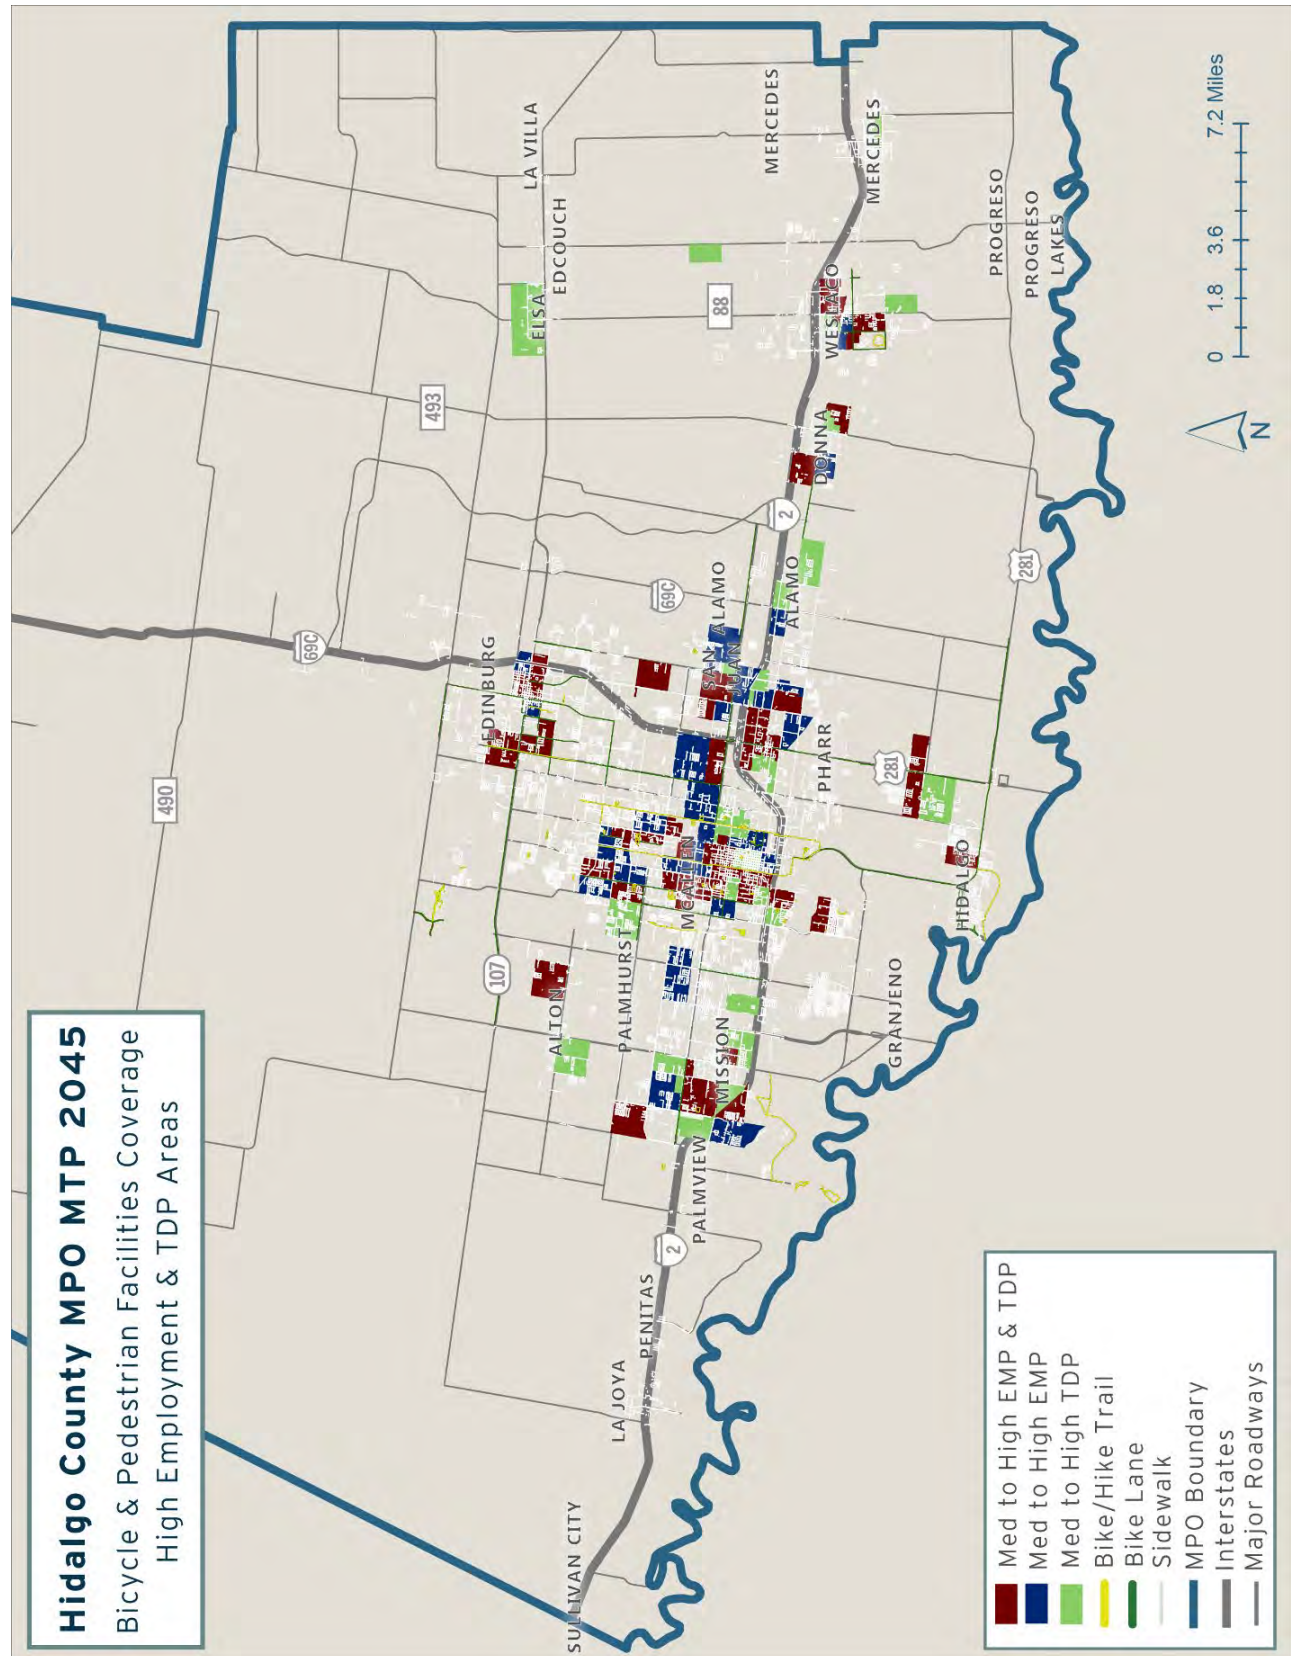 Hidalgo County MPO MTP 2045
Bicycle & Pedestrian Facilities Coverage
High Employment & TDP Areas
490
69C
493
107
EDINBURG
ELSA
EDCOUCH
LA VILLA
ALTON
PALMHURST
MCALLEN
69C
88
MERCEDES
SAN JUAN
ALAMO
SULLIVAN CITY
LA JOYA
PENITAS
2
PALMVIEW
MISSION
PHARR
ALAMO
2
DONNA
WESLACO
MERCEDES
GRANJENO
HIDALGO
281
281
PROGRESO
PROGRESO
LAKES
Med to High EMP & TDP
Med to High EMP
Med to High TDP
Bike/Hike Trail
Bike Lane
Sidewalk
MPO Boundary
Interstates
Major Roadways
N
0 1.8 3.6 7.2 Miles